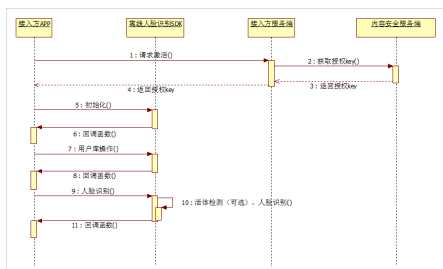 接入方APP
离线人脸识别SDK
接入方服务端
内容安全服务端
1：请求激活()
2：获取授权key()
3：返回授权key
4：返回授权key
5：初始化()
6：回调函数()
7：用户库操作()
8：回调函数()
9：人脸识别()
10：活体检测（可选）、人脸识别()
11：回调函数()